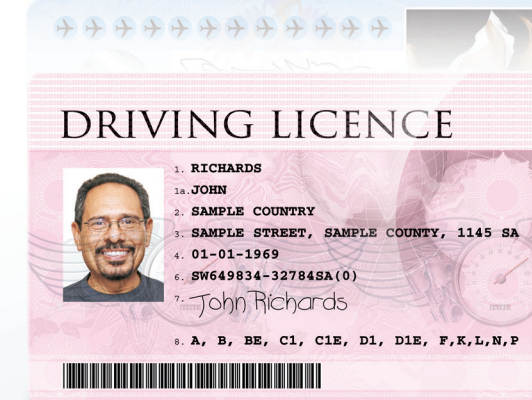 DRIVING LICENCE
1. RICHARDS
1a. JOHN
2. SAMPLE COUNTRY
3. SAMPLE STREET, SAMPLE COUNTY, 1145 SA
4. 01-01-1969
6. SW649834-32784SA(0)
7. John Richards
8. A, B, BE, C1, C1E, D1, D1E, F,K,L,N,P